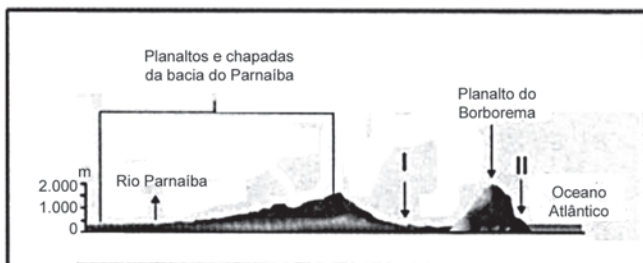 Planaltos e chapadas
da bacia do Parnaíba
Planalto do
Borborema
I
II
m
2.000
1.000
0
Rio Parnaíba
Oceano
Atlântico